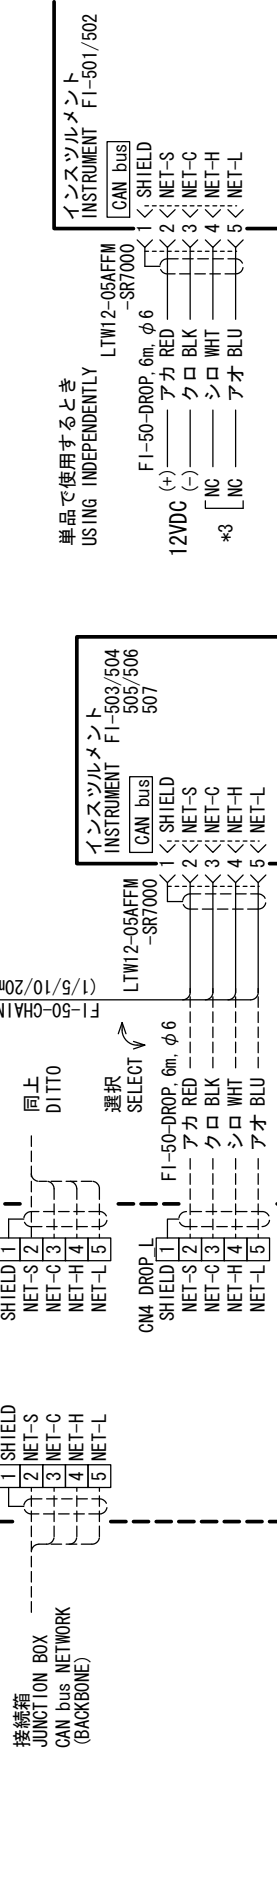 接続箱
JUNCTION BOX
CAN bus NETWORK
(BACKBONE)
1 SHIELD
2 NET-S
3 NET-C
4 NET-H
5 NET-L
SHIELD 1
NET-S 2
NET-C 3
NET-H 4
NET-L 5
同上
DITTO
CN4 DROP_L
SHIELD 1
NET-S 2
NET-C 3
NET-H 4
NET-L 5
選択
SELECT
FI-50-DROP, 6m, φ6
アカ RED
クロ BLK
シロ WHT
アオ BLU
FI-50-CHAIN
(1/5/10/20m
LTW12-05AFFM
-SR7000
インスツルメント
INSTRUMENT FI-503/504
505/506
507
CAN bus
1 SHIELD
2 NET-S
3 NET-C
4 NET-H
5 NET-L
単品で使用するとき
USING INDEPENDENTLY
LTW12-05AFFM
-SR7000
FI-50-DROP, 6m, φ6
12VDC
(+) アカ RED
(-) クロ BLK
*3
NC シロ WHT
NC アオ BLU
インスツルメント
INSTRUMENT FI-501/502
CAN bus
1 SHIELD
2 NET-S
3 NET-C
4 NET-H
5 NET-L